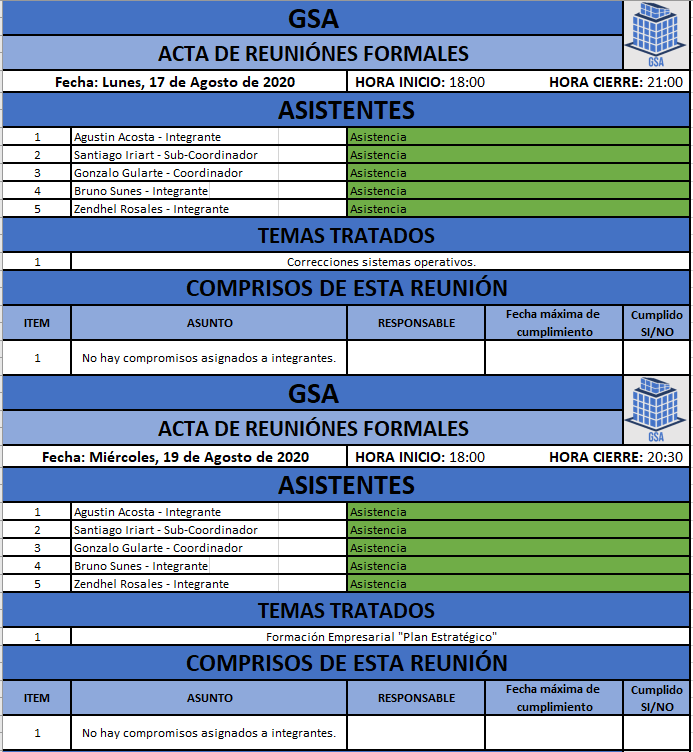 GSA
GSA
ACTA DE REUNIÓNES FORMALES
Fecha: Lunes, 17 de Agosto de 2020 HORA INICIO: 18:00 HORA CIERRE: 21:00
ASISTENTES
1 Agustin Acosta - Integrante Asistencia
2 Santiago Iriart - Sub-Coordinador Asistencia
3 Gonzalo Gularte - Coordinador Asistencia
4 Bruno Sunes - Integrante Asistencia
5 Zendhel Rosales - Integrante Asistencia
TEMAS TRATADOS
1 Correcciones sistemas operativos.
COMPRISOS DE ESTA REUNIÓN
ITEM ASUNTO RESPONSABLE Fecha máxima de cumplimiento Cumplido SI/NO
1 No hay compromisos asignados a integrantes.
GSA
GSA
ACTA DE REUNIÓNES FORMALES
Fecha: Miércoles, 19 de Agosto de 2020 HORA INICIO: 18:00 HORA CIERRE: 20:30
ASISTENTES
1 Agustin Acosta - Integrante Asistencia
2 Santiago Iriart - Sub-Coordinador Asistencia
3 Gonzalo Gularte - Coordinador Asistencia
4 Bruno Sunes - Integrante Asistencia
5 Zendhel Rosales - Integrante Asistencia
TEMAS TRATADOS
1 Formación Empresarial "Plan Estratégico"
COMPRISOS DE ESTA REUNIÓN
ITEM ASUNTO RESPONSABLE Fecha máxima de cumplimiento Cumplido SI/NO
1 No hay compromisos asignados a integrantes.